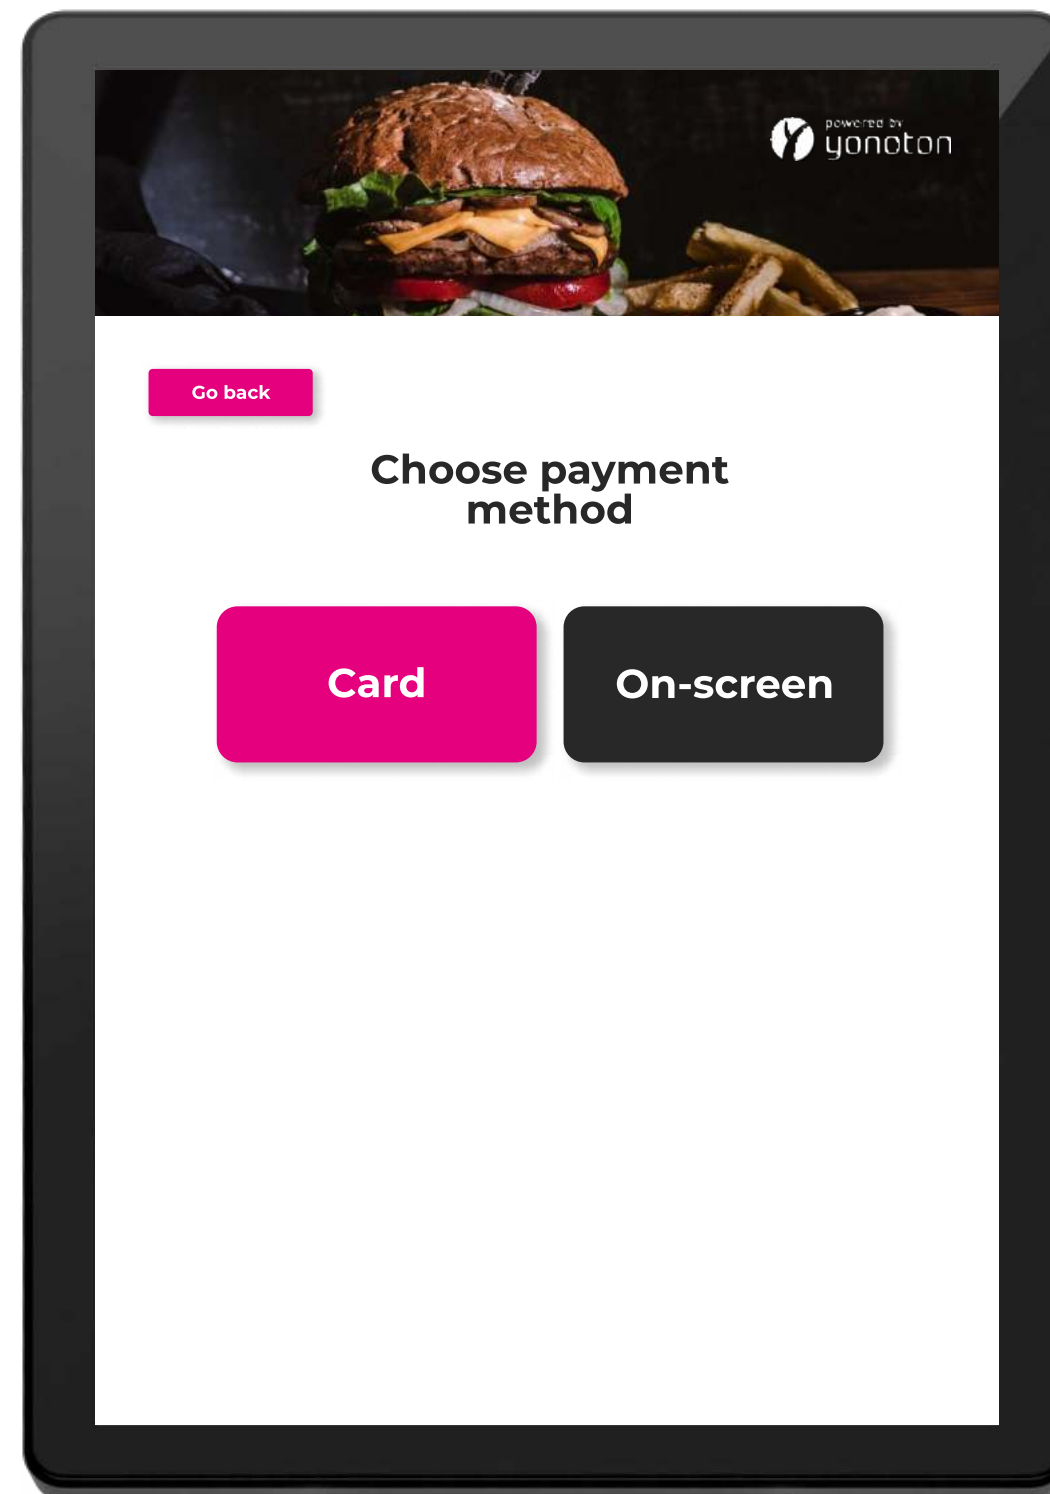 powered by
yonoton
Go back
Choose payment
method
Card
On-screen